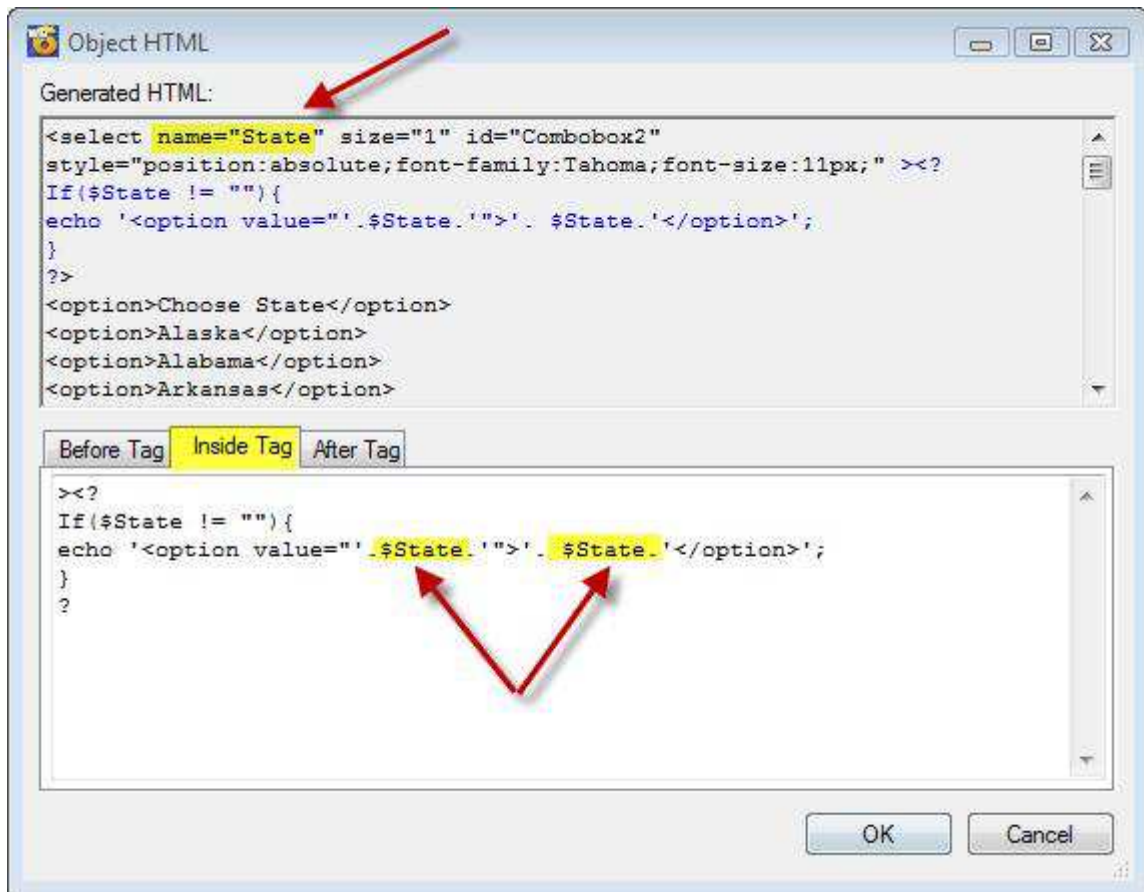 Object HTML
Generated HTML:
<select name="State" size="1" id="Combobox2"
style="position:absolute;font-family:Tahoma;font-size:11px;" ><?
If($State != ""){
echo '<option value="'.$State.'">'. $State.'</option>';
}
?>
<option>Choose State</option>
<option>Alaska</option>
<option>Alabama</option>
<option>Arkansas</option>
Before Tag Inside Tag After Tag
><?
If($State != ""){
echo '<option value="'.$State.'">'. $State.'</option>';
}
?
OK Cancel